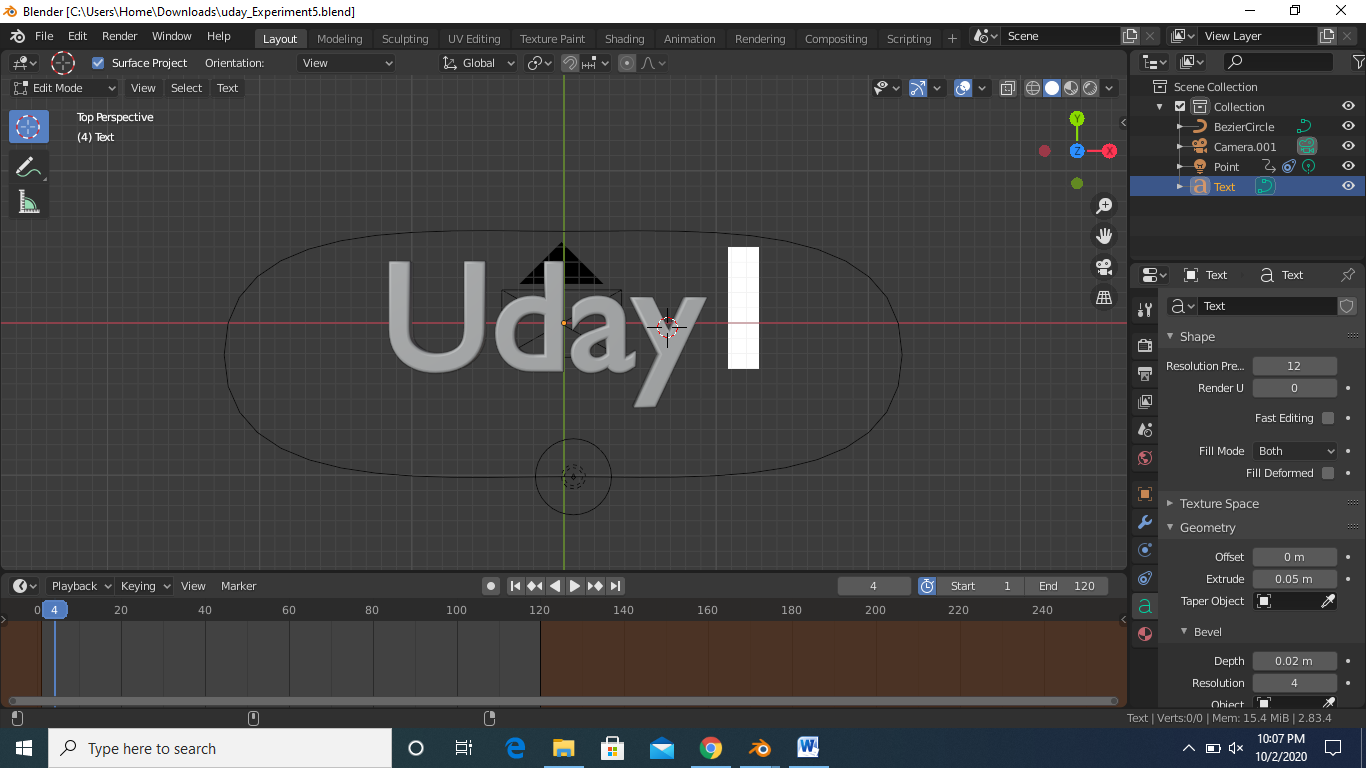 Blender [C:\Users\Home\Downloads\uday_Experiment5.blend]
File Edit Render Window Help Layout Modeling Sculpting UV Editing Texture Paint Shading Animation Rendering Compositing Scripting + Scene View Layer
Surface Project Orientation: View Global
Edit Mode View Select Text
Top Perspective
(4) Text
Y
Z
X
Uday
Scene Collection
Collection
BezierCircle
Camera.001
Point
Text
Text Text
Text
Shape
Resolution Pre... 12
Render U 0
Fast Editing
Fill Mode Both
Fill Deformed
Texture Space
Geometry
Offset 0 m
Extrude 0.05 m
Taper Object
Bevel
Depth 0.02 m
Resolution 4
Object
Playback Keying View Marker 4 Start 1 End 120
0 4 20 40 60 80 100 120 140 160 180 200 220 240
Text | Verts:0/0 | Mem: 15.4 MiB | 2.83.4
Type here to search
10:07 PM
10/2/2020